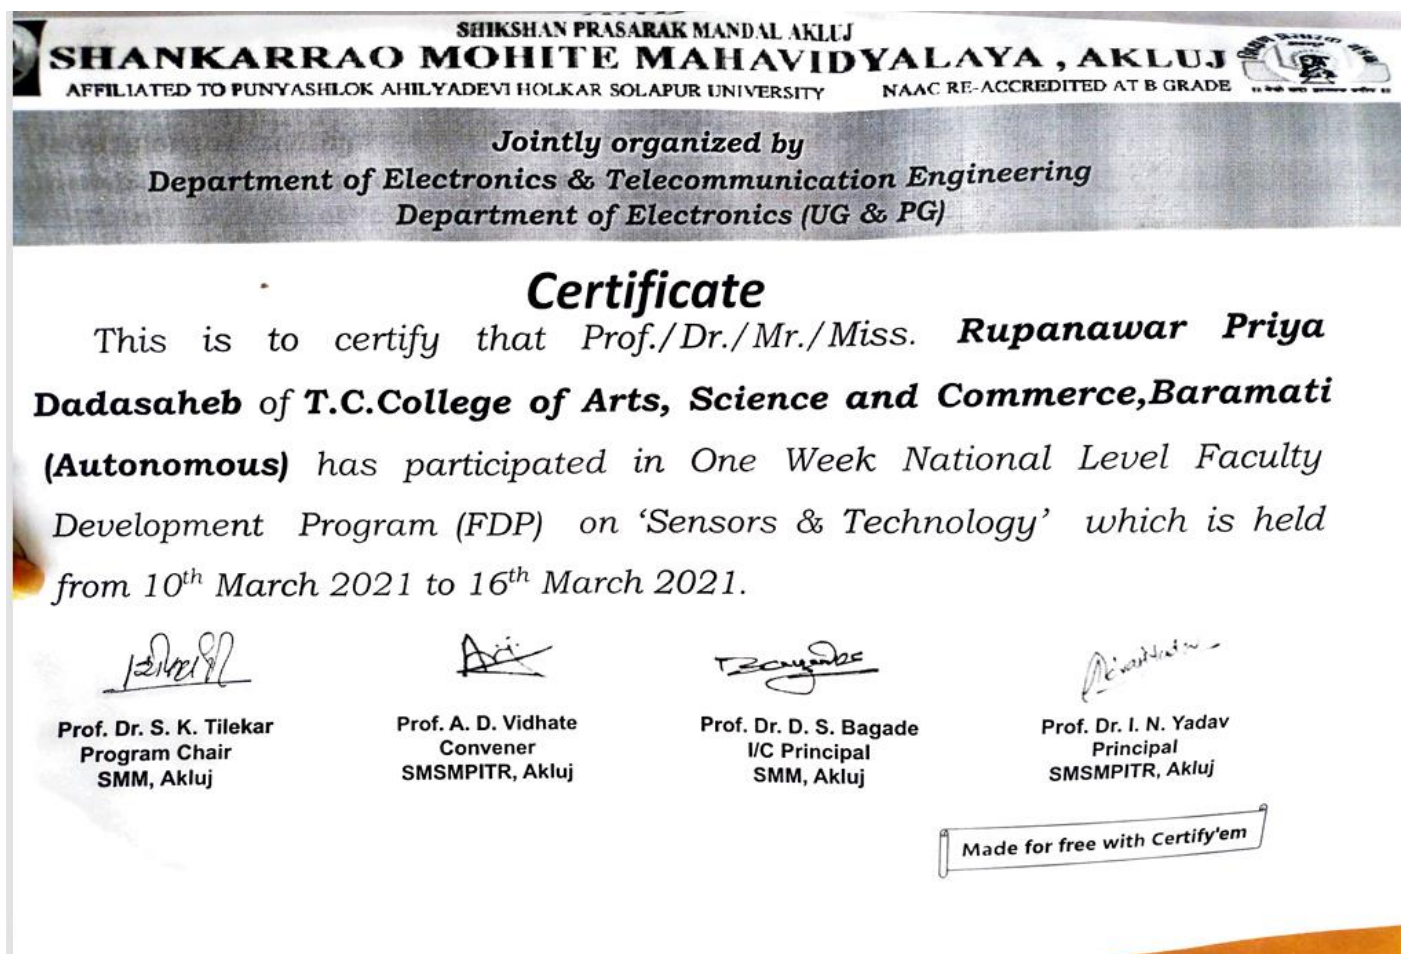 SHIKSHAN PRASARAK MANDAL AKLUJ
SHANKARRAO MOHITE MAHAVIDYALAYA , AKLUJ
AFFILIATED TO PUNYASHLOK AHILYADEVI HOLKAR SOLAPUR UNIVERSITY NAAC RE-ACCREDITED AT B GRADE
Jointly organized by
Department of Electronics & Telecommunication Engineering
Department of Electronics (UG & PG)
Certificate
This is to certify that Prof./Dr./Mr./Miss. Rupanawar Priya
Dadasaheb of T.C.College of Arts, Science and Commerce,Baramati
(Autonomous) has participated in One Week National Level Faculty
Development Program (FDP) on ‘Sensors & Technology’ which is held
from 10th March 2021 to 16th March 2021.
Prof. Dr. S. K. Tilekar
Program Chair
SMM, Akluj
Prof. A. D. Vidhate
Convener
SMSMPITR, Akluj
Prof. Dr. D. S. Bagade
I/C Principal
SMM, Akluj
Prof. Dr. I. N. Yadav
Principal
SMSMPITR, Akluj
Made for free with Certify'em